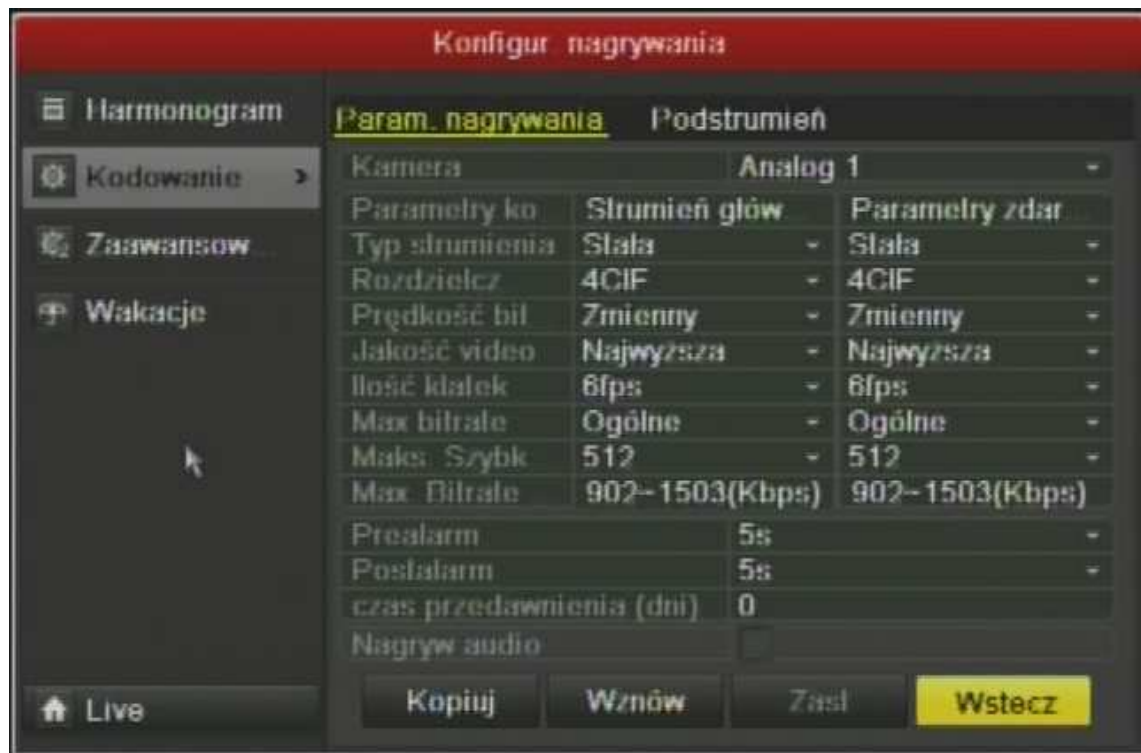 Konfigur nagrywania
Harmonogram
Kodowanie
Zaawansow...
Wakacje
Live
Param. nagrywania Podstrumień
Kamera Analog 1
Parametry ko Strumień głów... Parametry zdar...
Typ strumienia Stała Stała
Rozdzielcz 4CIF 4CIF
Prędkość bit Zmienny Zmienny
Jakość video Najwyższa Najwyższa
Ilość klatek 6fps 6fps
Max bitrate Ogólne Ogólne
Maks. Szybk 512 512
Max. Bitrate 902~1503(Kbps) 902~1503(Kbps)
Prealarm 5s
Postalarm 5s
czas przedawnienia (dni) 0
Nagryw audio
Kopiuj Wznów Zast Wstecz